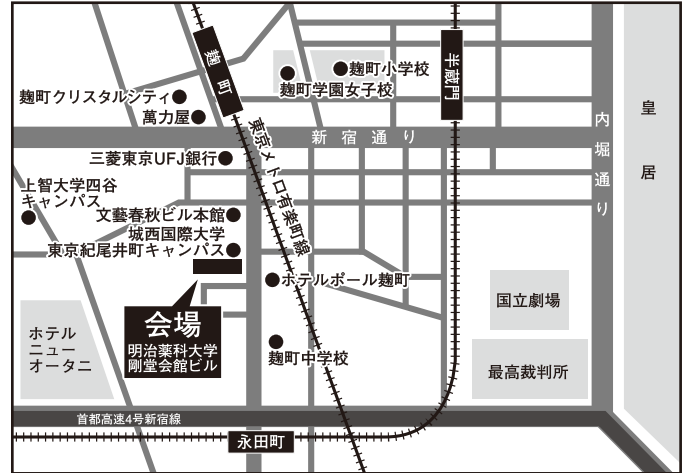 麹町
半蔵門
麹町小学校
麹町学園女子校
麹町クリスタルシティ
萬力屋
皇居
内堀通り
新宿通り
東京メトロ有楽町線
三菱東京UFJ銀行
上智大学四谷
キャンパス
文藝春秋ビル本館
城西国際大学
東京紀尾井町キャンパス
ホテルポール麹町
国立劇場
会場
明治薬科大学
剛堂会館ビル
ホテル
ニュー
オータニ
麹町中学校
最高裁判所
首都高速4号新宿線
永田町